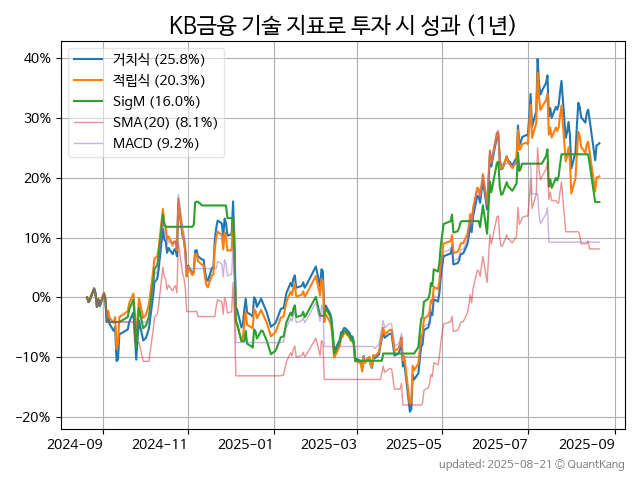 KB금융 기술 지표로 투자 시 성과 (1년)
거치식 (25.8%)
적립식 (20.3%)
SigM (16.0%)
SMA(20) (8.1%)
MACD (9.2%)
40%
30%
20%
10%
0%
−10%
−20%
2024-09 2024-11 2025-01 2025-03 2025-05 2025-07 2025-09
updated: 2025-08-21 © QuantKang